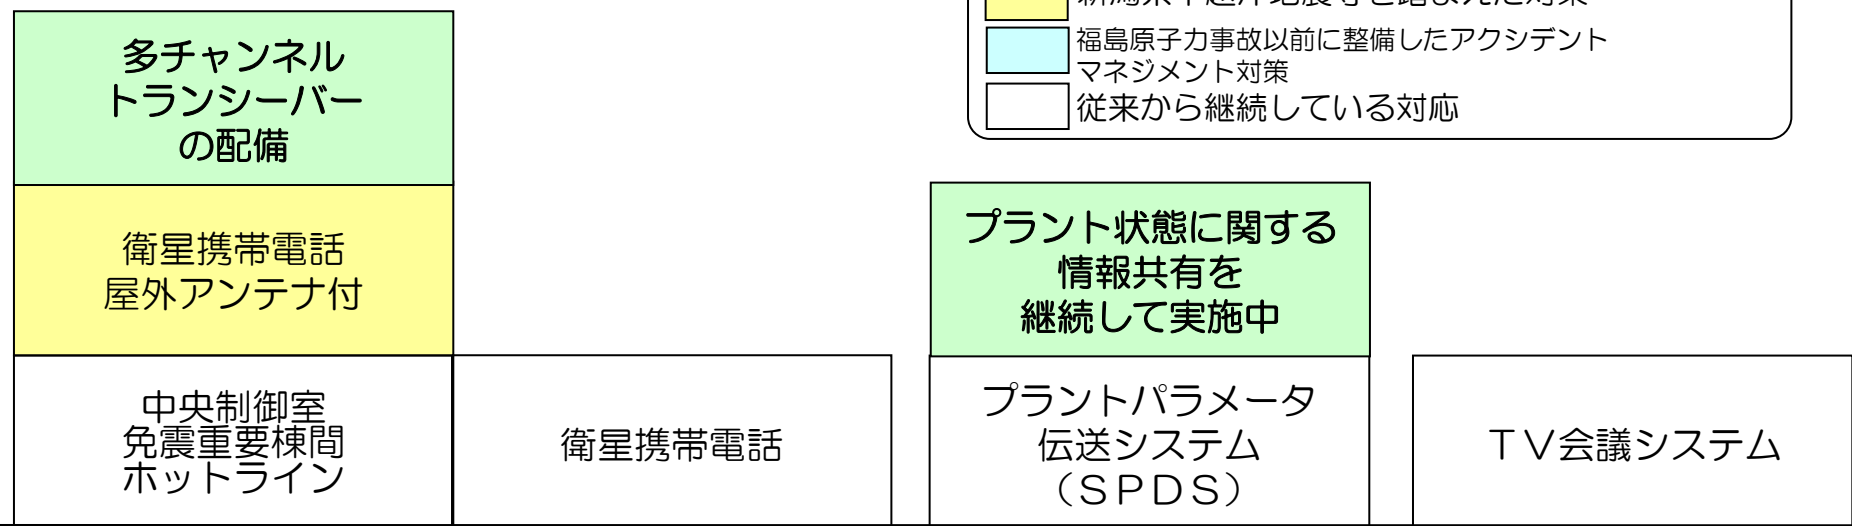 福島原子力事故以前に整備したアクシデント
マネジメント対策
従来から継続している対応
多チャンネル
トランシーバー
の配備
衛星携帯電話
屋外アンテナ付
中央制御室
免震重要棟間
ホットライン
衛星携帯電話
プラント状態に関する
情報共有を
継続して実施中
プラントパラメータ
伝送システム
（ＳＰＤＳ）
ＴＶ会議システム